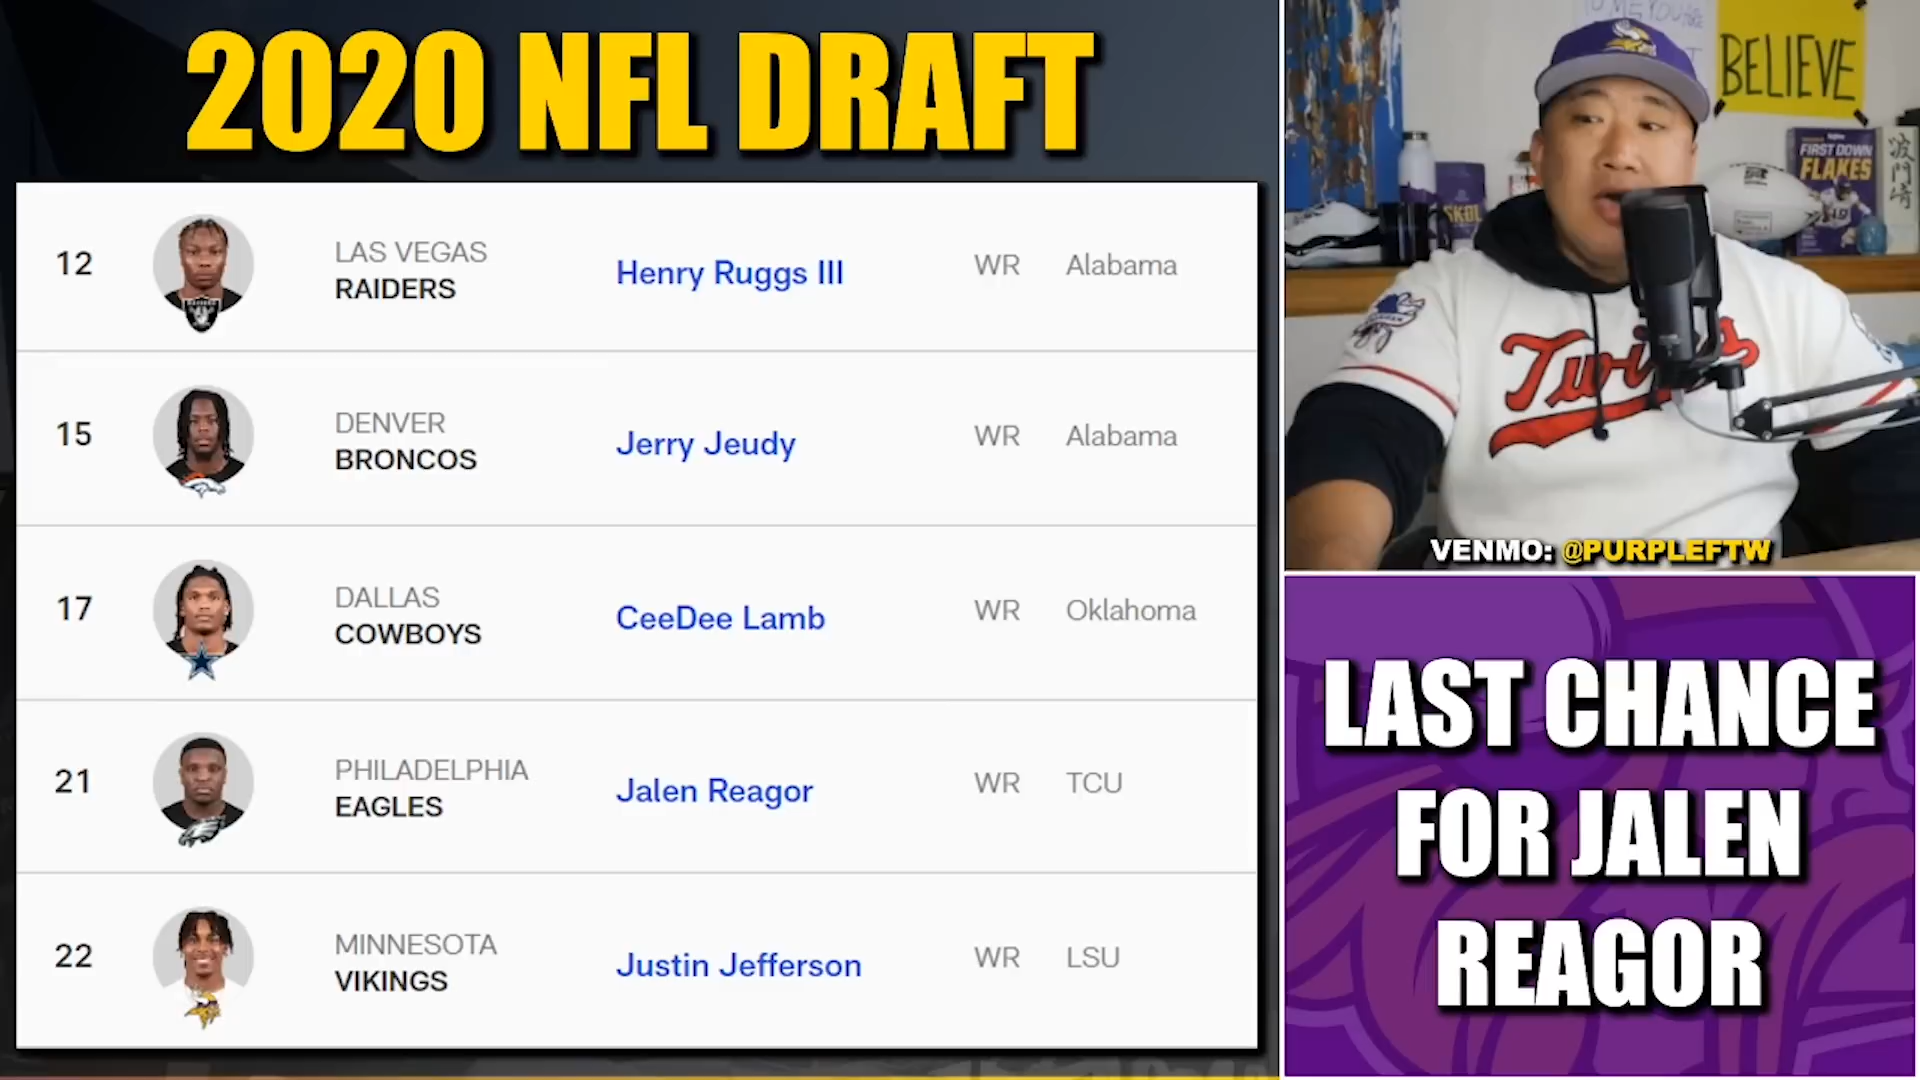 2020 NFL DRAFT
12 LAS VEGAS RAIDERS Henry Ruggs III WR Alabama
15 DENVER BRONCOS Jerry Jeudy WR Alabama
17 DALLAS COWBOYS CeeDee Lamb WR Oklahoma
21 PHILADELPHIA EAGLES Jalen Reagor WR TCU
22 MINNESOTA VIKINGS Justin Jefferson WR LSU
BELIEVE
FIRST DOWN
FLAKES
SKOL
VENMO: @PURPLEFTW
LAST CHANCE
FOR JALEN
REAGOR